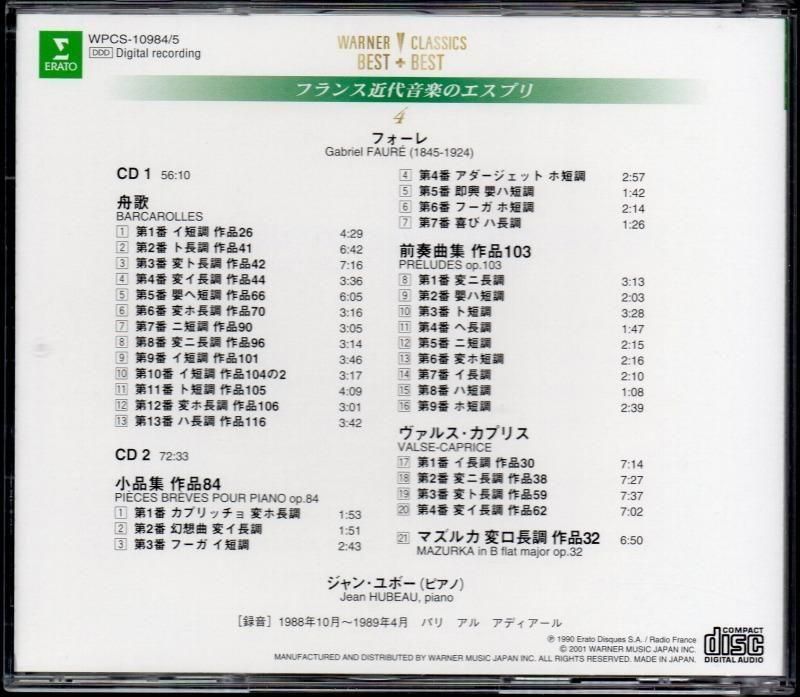 ERATO
WPCS-10984/5
DDD Digital recording
WARNER CLASSICS
BEST + BEST
フランス近代音楽のエスプリ
4
フォーレ
Gabriel FAURÉ (1845-1924)
CD 1 56:10
舟歌
BARCAROLLES
1 第1番 イ短調 作品26 4:29
2 第2番 ト長調 作品41 6:42
3 第3番 変ト長調 作品42 7:16
4 第4番 変イ長調 作品44 3:36
5 第5番 嬰ヘ短調 作品66 6:05
6 第6番 変ホ長調 作品70 3:16
7 第7番 ニ短調 作品90 3:05
8 第8番 変ニ長調 作品96 3:14
9 第9番 イ短調 作品101 3:46
10 第10番 イ短調 作品104の2 3:17
11 第11番 ト短調 作品105 4:09
12 第12番 変ホ長調 作品106 3:01
13 第13番 ハ長調 作品116 3:42
CD 2 72:33
小品集 作品84
PIÈCES BRÈVES POUR PIANO op.84
1 第1番 カプリッチョ 変ホ長調 1:53
2 第2番 幻想曲 変イ長調 1:51
3 第3番 フーガ イ短調 2:43
4 第4番 アダージェット ホ短調 2:57
5 第5番 即興 嬰ハ短調 1:42
6 第6番 フーガ ホ短調 2:14
7 第7番 喜び ハ長調 1:26
前奏曲集 作品103
PRÉLUDES op.103
8 第1番 変ニ長調 3:13
9 第2番 嬰ハ短調 2:03
10 第3番 ト短調 3:28
11 第4番 ヘ長調 1:47
12 第5番 ニ短調 2:15
13 第6番 変ホ短調 2:16
14 第7番 イ長調 2:10
15 第8番 ハ短調 1:08
16 第9番 ホ短調 2:39
ヴァルス・カプリス
VALSE-CAPRICE
17 第1番 イ長調 作品30 7:14
18 第2番 変ニ長調 作品38 7:27
19 第3番 変ト長調 作品59 7:37
20 第4番 変イ長調 作品62 7:02
21 マズルカ 変ロ長調 作品32 6:50
MAZURKA in B flat major op.32
ジャン・ユボー(ピアノ)
Jean HUBEAU, piano
[録音] 1988年10月~1989年4月 パリ アル アディアール
℗ 1990 Erato Disques S.A. / Radio France
© 2001 WARNER MUSIC JAPAN INC.
MANUFACTURED AND DISTRIBUTED BY WARNER MUSIC JAPAN INC. MADE IN JAPAN.
COMPACT
disc
DIGITAL AUDIO